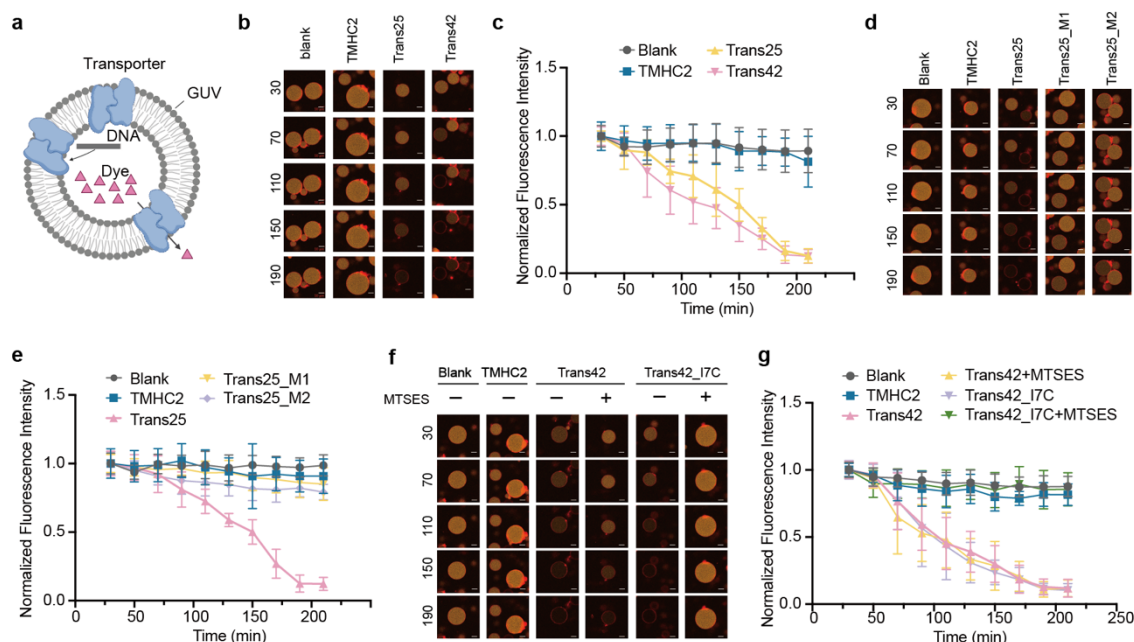 a
Transporter
GUV
DNA
Dye
b
blank
TMHC2
Trans25
Trans42
30
70
110
150
190
c
Blank
TMHC2
Trans25
Trans42
Normalized Fluorescence Intensity
1.5
1.0
0.5
0.0
0 50 100 150 200
Time (min)
d
Blank
TMHC2
Trans25
Trans25_M1
Trans25_M2
30
70
110
150
190
e
Blank
TMHC2
Trans25
Trans25_M1
Trans25_M2
Normalized Fluorescence Intensity
1.5
1.0
0.5
0.0
0 50 100 150 200
Time (min)
f
Blank TMHC2 Trans42 Trans42_I7C
MTSES − − − + − +
30
70
110
150
190
g
Blank
TMHC2
Trans42
Trans42+MTSES
Trans42_I7C
Trans42_I7C+MTSES
Normalized Fluorescence Intensity
1.5
1.0
0.5
0.0
0 50 100 150 200 250
Time (min)